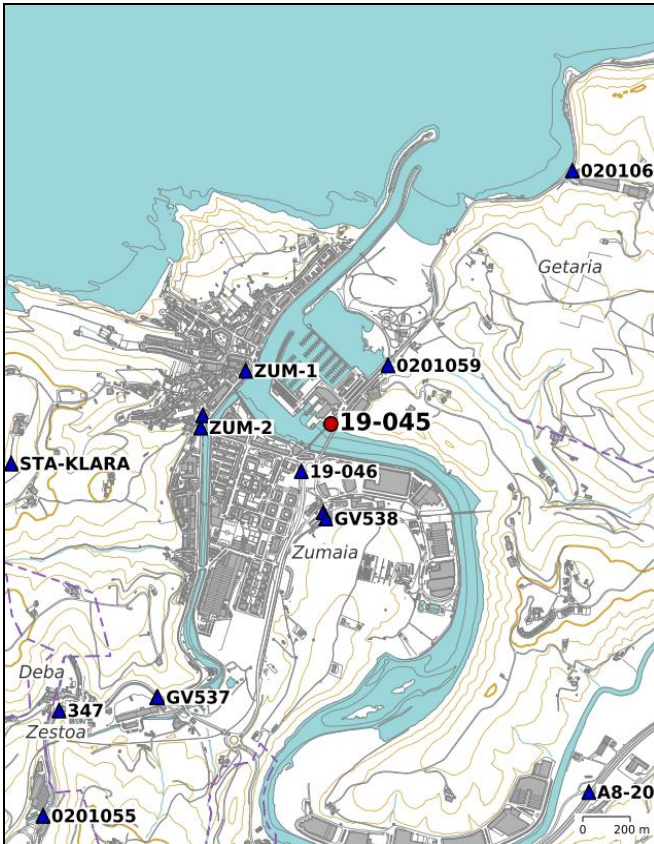 020106
Getaria
0201059
ZUM-1
19-045
ZUM-2
STA-KLARA
19-046
GV538
Zumaia
Deba
GV537
347
Zestoa
A8-20
0201055
0 200 m